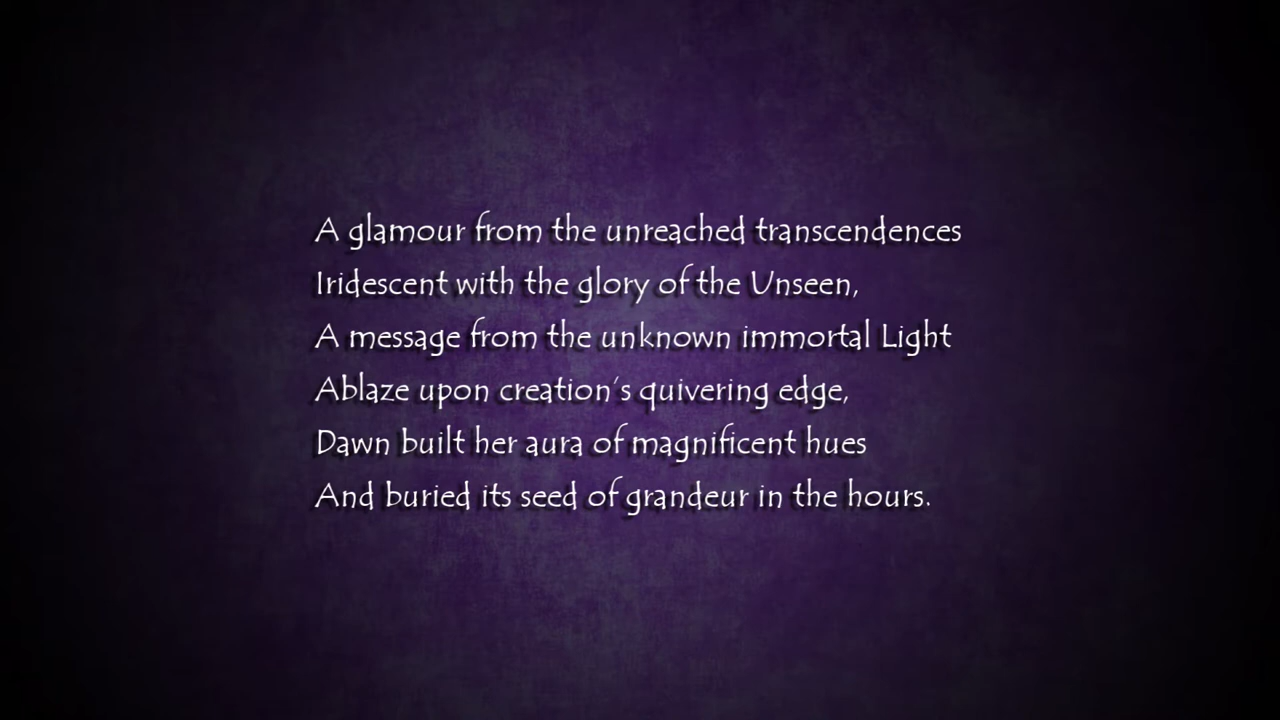 A glamour from the unreached transcendences
Iridescent with the glory of the Unseen,
A message from the unknown immortal Light
Ablaze upon creation's quivering edge,
Dawn built her aura of magnificent hues
And buried its seed of grandeur in the hours.